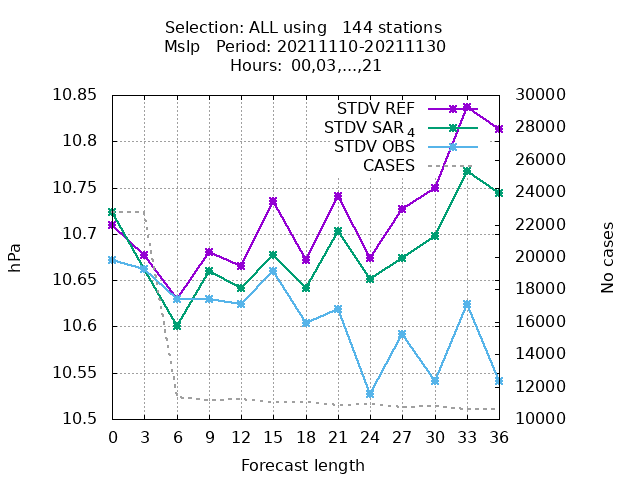 Selection: ALL using   144 stations
Mslp   Period: 20211110-20211130
Hours: 00,03,...,21
10.85
10.8
10.75
10.7
10.65
10.6
10.55
10.5
30000
28000
26000
24000
22000
20000
18000
16000
14000
12000
10000
hPa
No cases
STDV REF
STDV SAR4
STDV OBS
CASES
0 3 6 9 12 15 18 21 24 27 30 33 36
Forecast length